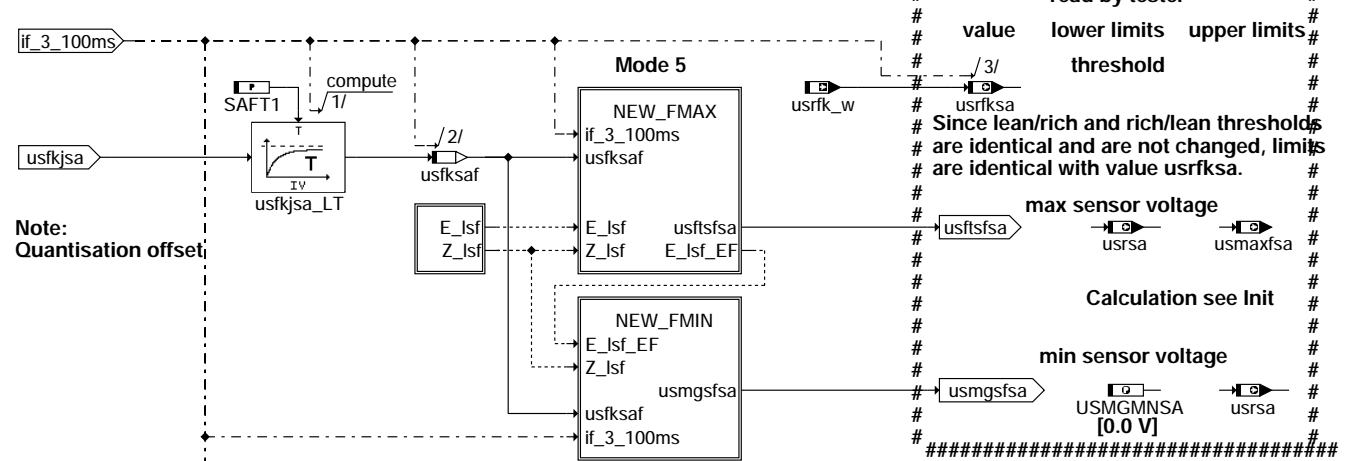 read by tester
value lower limits upper limits
if_3_100ms
/3/
threshold
Mode 5
compute
1/
SAFT1
usrfk_w
usrfksa
T
NEW_FMAX
if_3_100ms
usfksaf
Since lean/rich and rich/lean thresholds
are identical and are not changed, limits
are identical with value usrfksa.
/2/
usfkjsa
T
IV
usfksaf
usfkjsa_LT
max sensor voltage
Note:
Quantisation offset
E_lsf
Z_lsf
E_lsf
Z_lsf
usftsfsa
E_lsf_EF
usftsfsa
usrsa
usmaxfsa
Calculation see Init
NEW_FMIN
E_lsf_EF
Z_lsf
usmgsfsa
usfksaf
if_3_100ms
min sensor voltage
usmgsfsa
USMGMNSA
[0.0 V]
usrsa
####################################